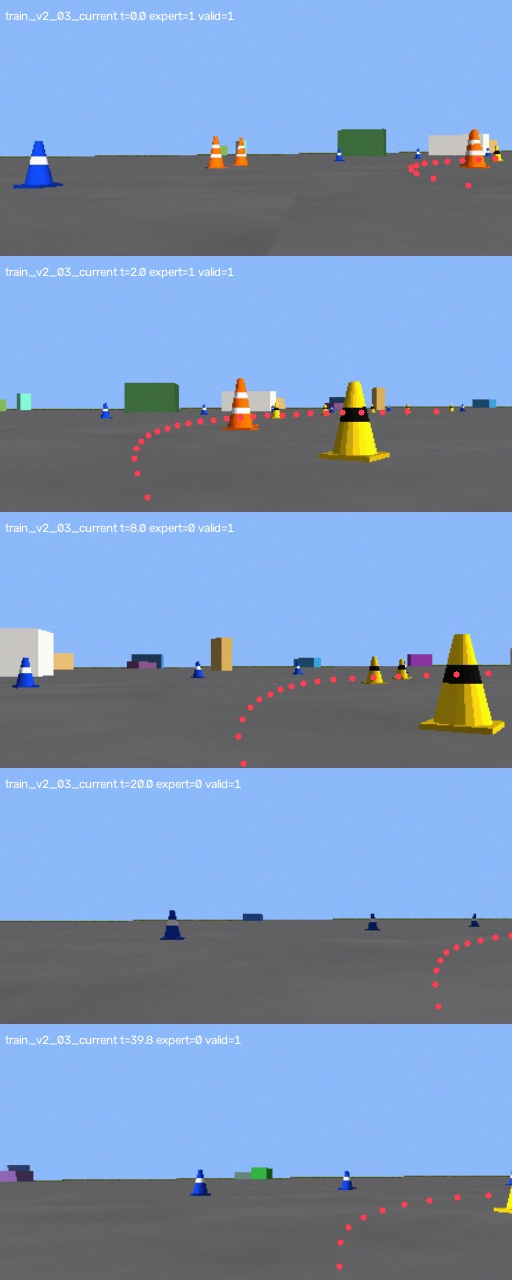 train_v2_03_current t=0.0 expert=1 valid=1
train_v2_03_current t=2.0 expert=1 valid=1
train_v2_03_current t=8.0 expert=0 valid=1
train_v2_03_current t=20.0 expert=0 valid=1
train_v2_03_current t=39.8 expert=0 valid=1